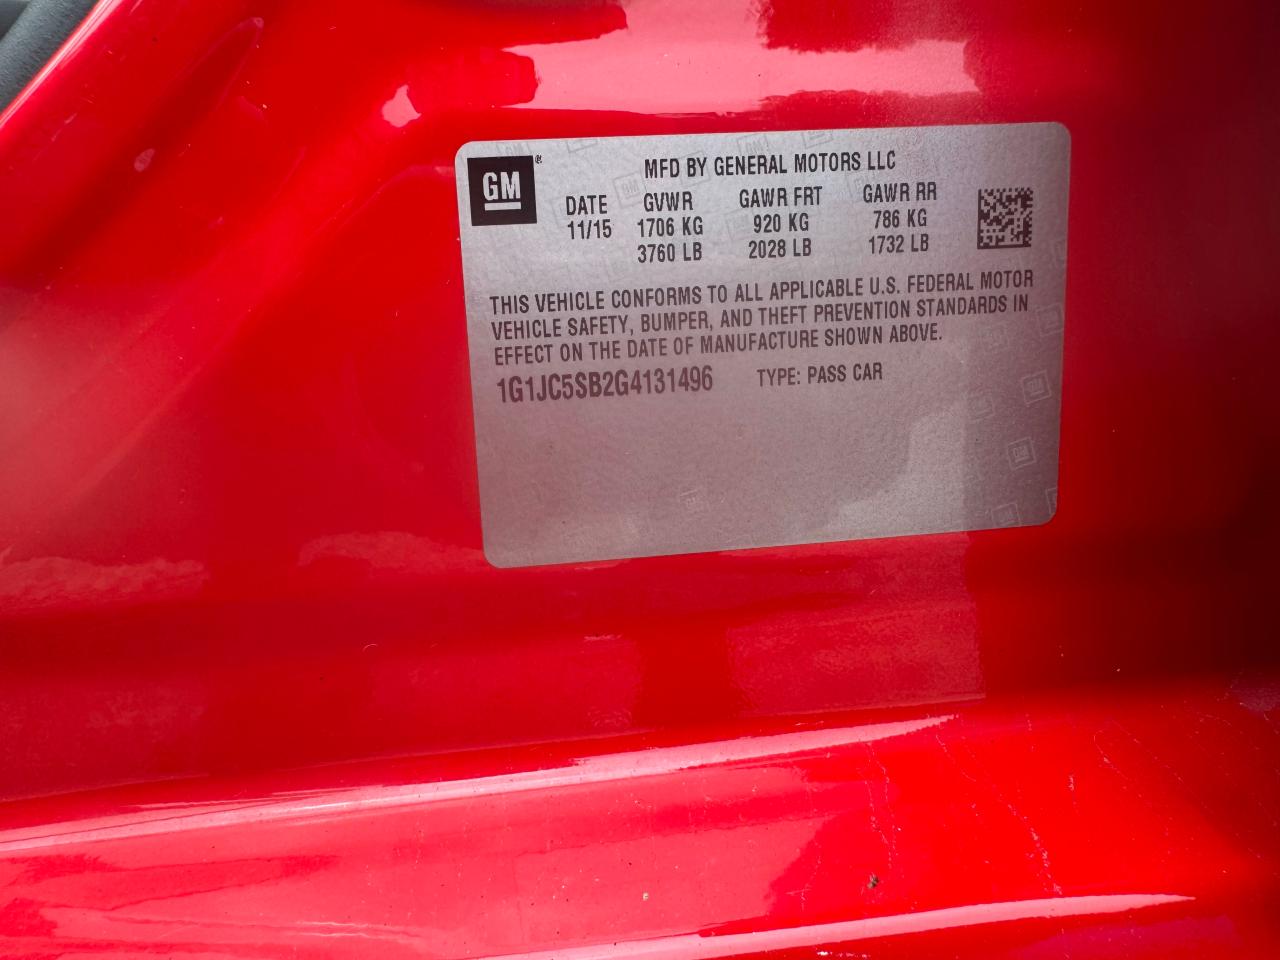 GM®
MFD BY GENERAL MOTORS LLC
DATE GVWR GAWR FRT GAWR RR
11/15 1706 KG 920 KG 786 KG
3760 LB 2028 LB 1732 LB
THIS VEHICLE CONFORMS TO ALL APPLICABLE U.S. FEDERAL MOTOR
VEHICLE SAFETY, BUMPER, AND THEFT PREVENTION STANDARDS IN
EFFECT ON THE DATE OF MANUFACTURE SHOWN ABOVE.
1G1JC5SB2G4131496 TYPE: PASS CAR